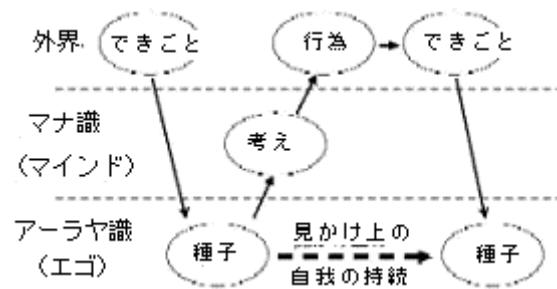 外界
できごと
行為
できごと
マナ識
（マインド）
考え
アーラヤ識
（エゴ）
種子
見かけ上の
自我の持続
種子